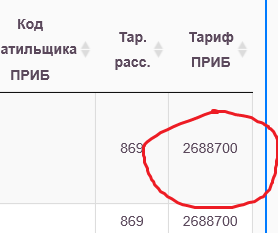 Код
атильщика
ПРИБ
Тар.
расс.
Тариф
ПРИБ
869
2688700
869
2688700